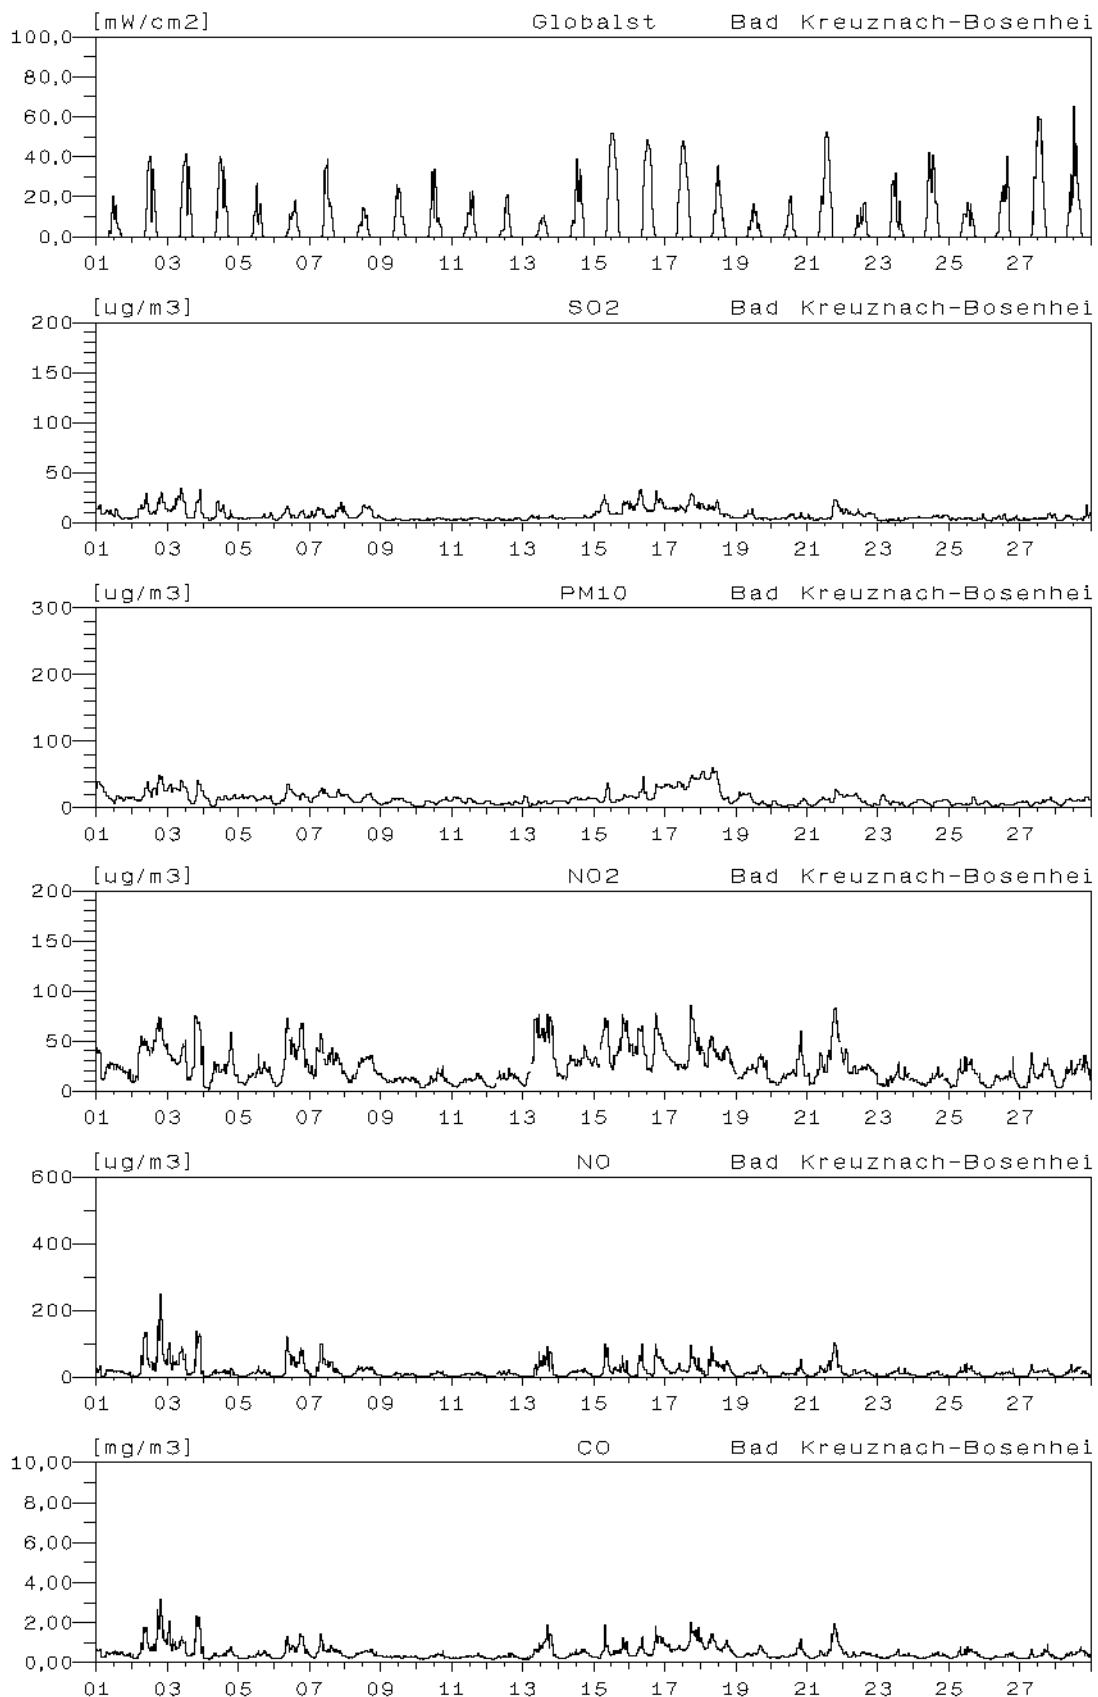 [mW/cm2] Globalst Bad Kreuznach-Bosenhei
100,0
80,0
60,0
40,0
20,0
0,0
01 03 05 07 09 11 13 15 17 19 21 23 25 27
[ug/m3] SO2 Bad Kreuznach-Bosenhei
200
150
100
50
0
01 03 05 07 09 11 13 15 17 19 21 23 25 27
[ug/m3] PM10 Bad Kreuznach-Bosenhei
300
200
100
0
01 03 05 07 09 11 13 15 17 19 21 23 25 27
[ug/m3] NO2 Bad Kreuznach-Bosenhei
200
150
100
50
0
01 03 05 07 09 11 13 15 17 19 21 23 25 27
[ug/m3] NO Bad Kreuznach-Bosenhei
600
400
200
0
01 03 05 07 09 11 13 15 17 19 21 23 25 27
[mg/m3] CO Bad Kreuznach-Bosenhei
10,00
8,00
6,00
4,00
2,00
0,00
01 03 05 07 09 11 13 15 17 19 21 23 25 27